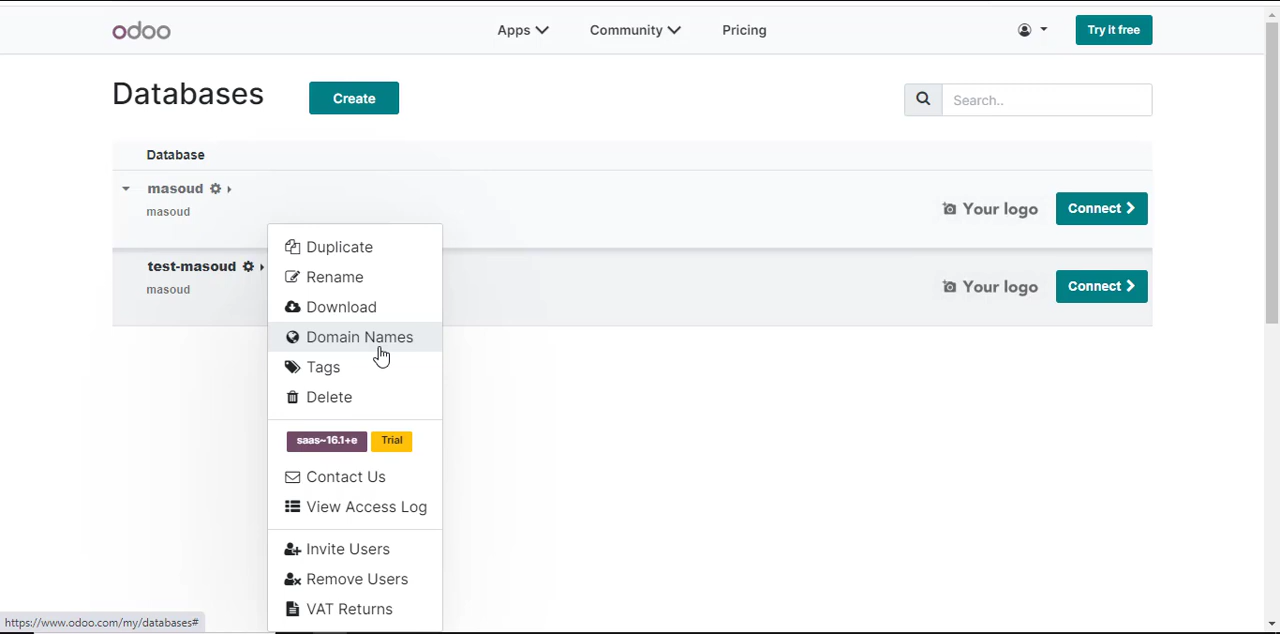 odoo Apps Community Pricing Try it free
Databases Create Search..
Database
masoud
masoud
Your logo Connect
test-masoud
masoud
Your logo Connect
Duplicate
Rename
Download
Domain Names
Tags
Delete
saas~16.1+e Trial
Contact Us
View Access Log
Invite Users
Remove Users
VAT Returns
https://www.odoo.com/my/databases#